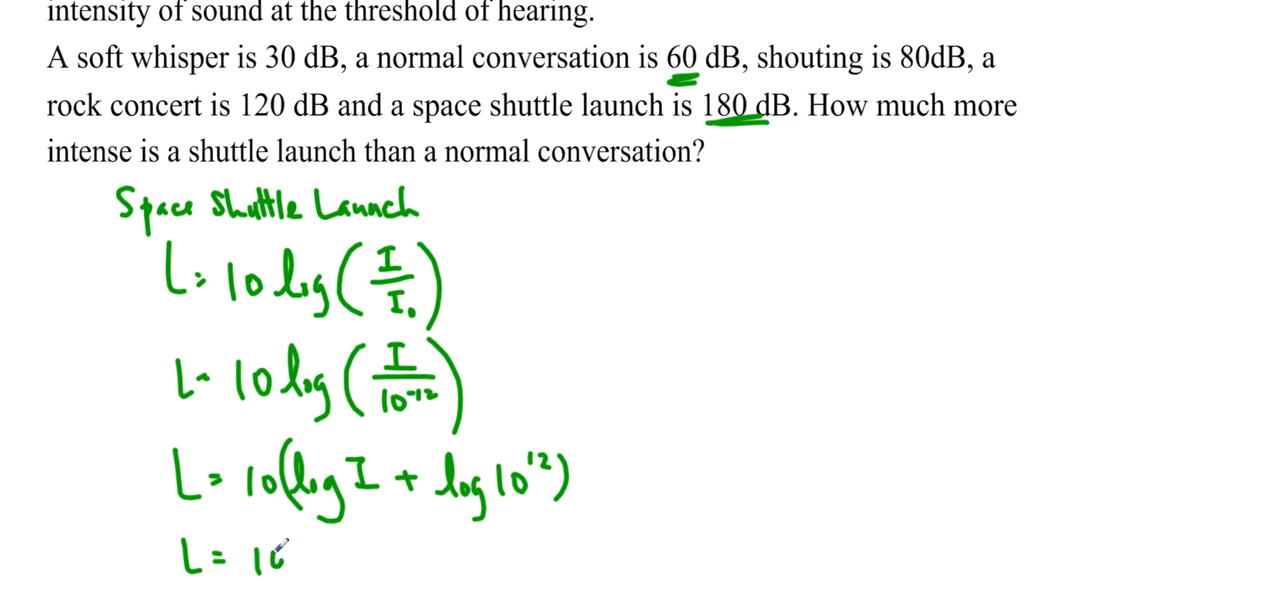 intensity of sound at the threshold of hearing.
A soft whisper is 30 dB, a normal conversation is 60 dB, shouting is 80dB, a
rock concert is 120 dB and a space shuttle launch is 180 dB. How much more
intense is a shuttle launch than a normal conversation?
Space Shuttle Launch
L = 10 log(I/I₀)
L = 10 log(I/10⁻¹²)
L = 10(log I + log 10¹²)
L = 10